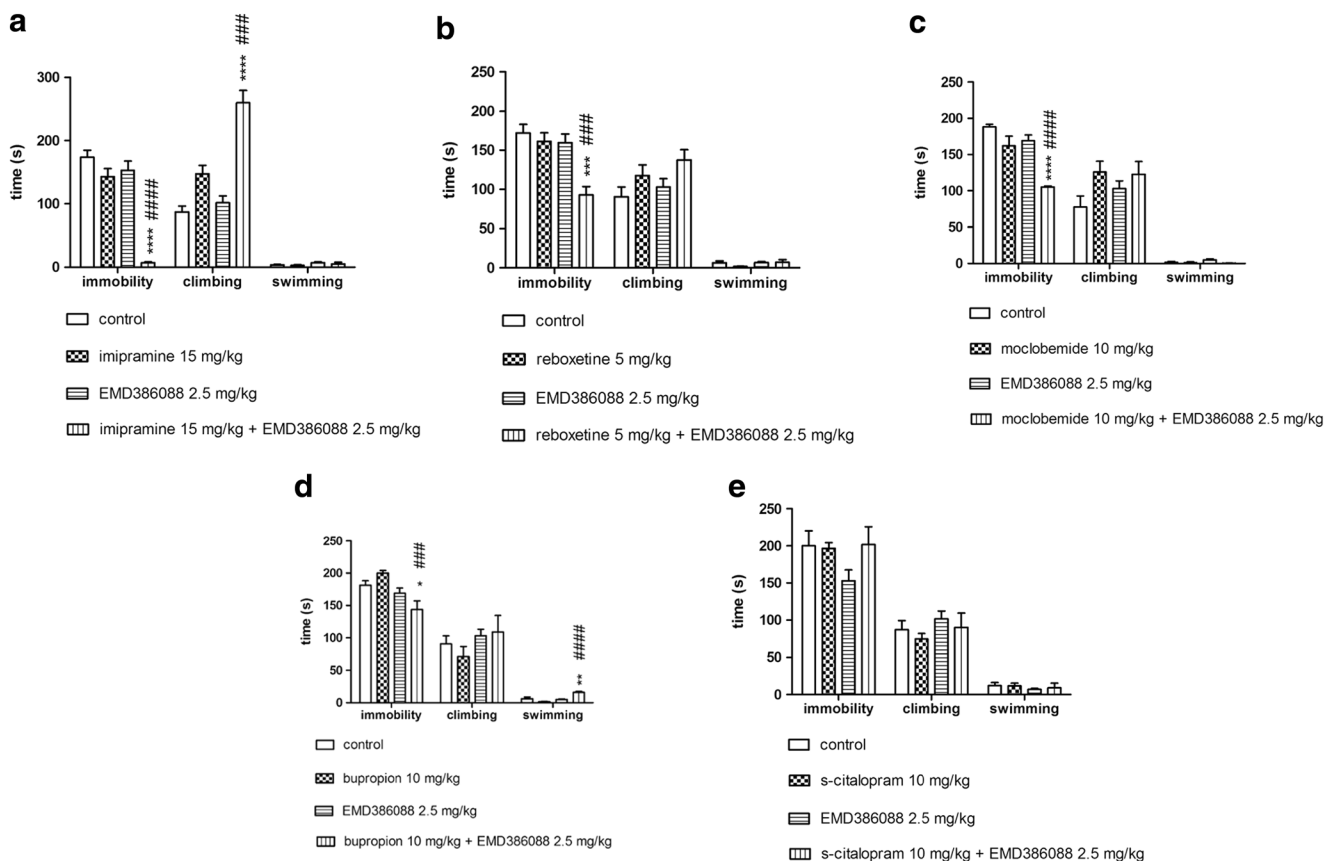 a
**** ####
**** ###
300
200
100
0
time (s)
immobility climbing swimming
control
imipramine 15 mg/kg
EMD386088 2.5 mg/kg
imipramine 15 mg/kg + EMD386088 2.5 mg/kg
b
*** ###
250
200
150
100
50
0
time (s)
immobility climbing swimming
control
reboxetine 5 mg/kg
EMD386088 2.5 mg/kg
reboxetine 5 mg/kg + EMD386088 2.5 mg/kg
c
**** ####
250
200
150
100
50
0
time (s)
immobility climbing swimming
control
moclobemide 10 mg/kg
EMD386088 2.5 mg/kg
moclobemide 10 mg/kg + EMD386088 2.5 mg/kg
d
* ###
** ####
250
200
150
100
50
0
time (s)
immobility climbing swimming
control
bupropion 10 mg/kg
EMD386088 2.5 mg/kg
bupropion 10 mg/kg + EMD386088 2.5 mg/kg
e
250
200
150
100
50
0
time (s)
immobility climbing swimming
control
s-citalopram 10 mg/kg
EMD386088 2.5 mg/kg
s-citalopram 10 mg/kg + EMD386088 2.5 mg/kg